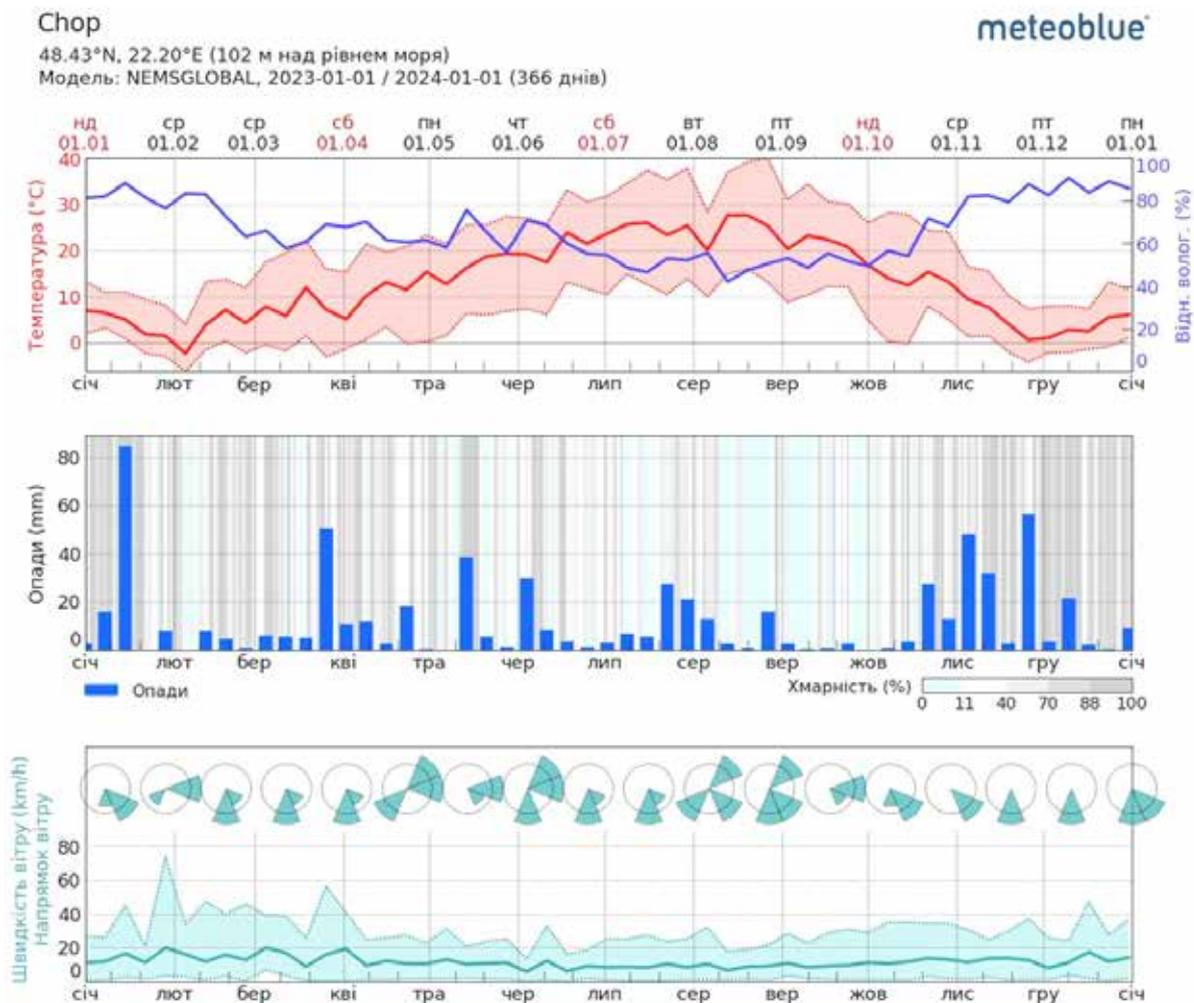 Chop
meteoblue
48.43°N, 22.20°E (102 м над рівнем моря)
Модель: NEMSGLOBAL, 2023-01-01 / 2024-01-01 (366 днів)
нд ср ср сб пн чт сб вт пт нд ср пт пн
01.01 01.02 01.03 01.04 01.05 01.06 01.07 01.08 01.09 01.10 01.11 01.12 01.01
Температура (°C)
40
30
20
10
0
100
80
60
40
20
0
Відн. волог. (%)
січ лют бер кві тра чер лип сер вер жов лис гру січ
Опади (mm)
80
60
40
20
0
січ лют бер кві тра чер лип сер вер жов лис гру січ
Опади
Хмарність (%)
0 11 40 70 88 100
Швидкість вітру (km/h)
Напрямок вітру
80
60
40
20
0
січ лют бер кві тра чер лип сер вер жов лис гру січ